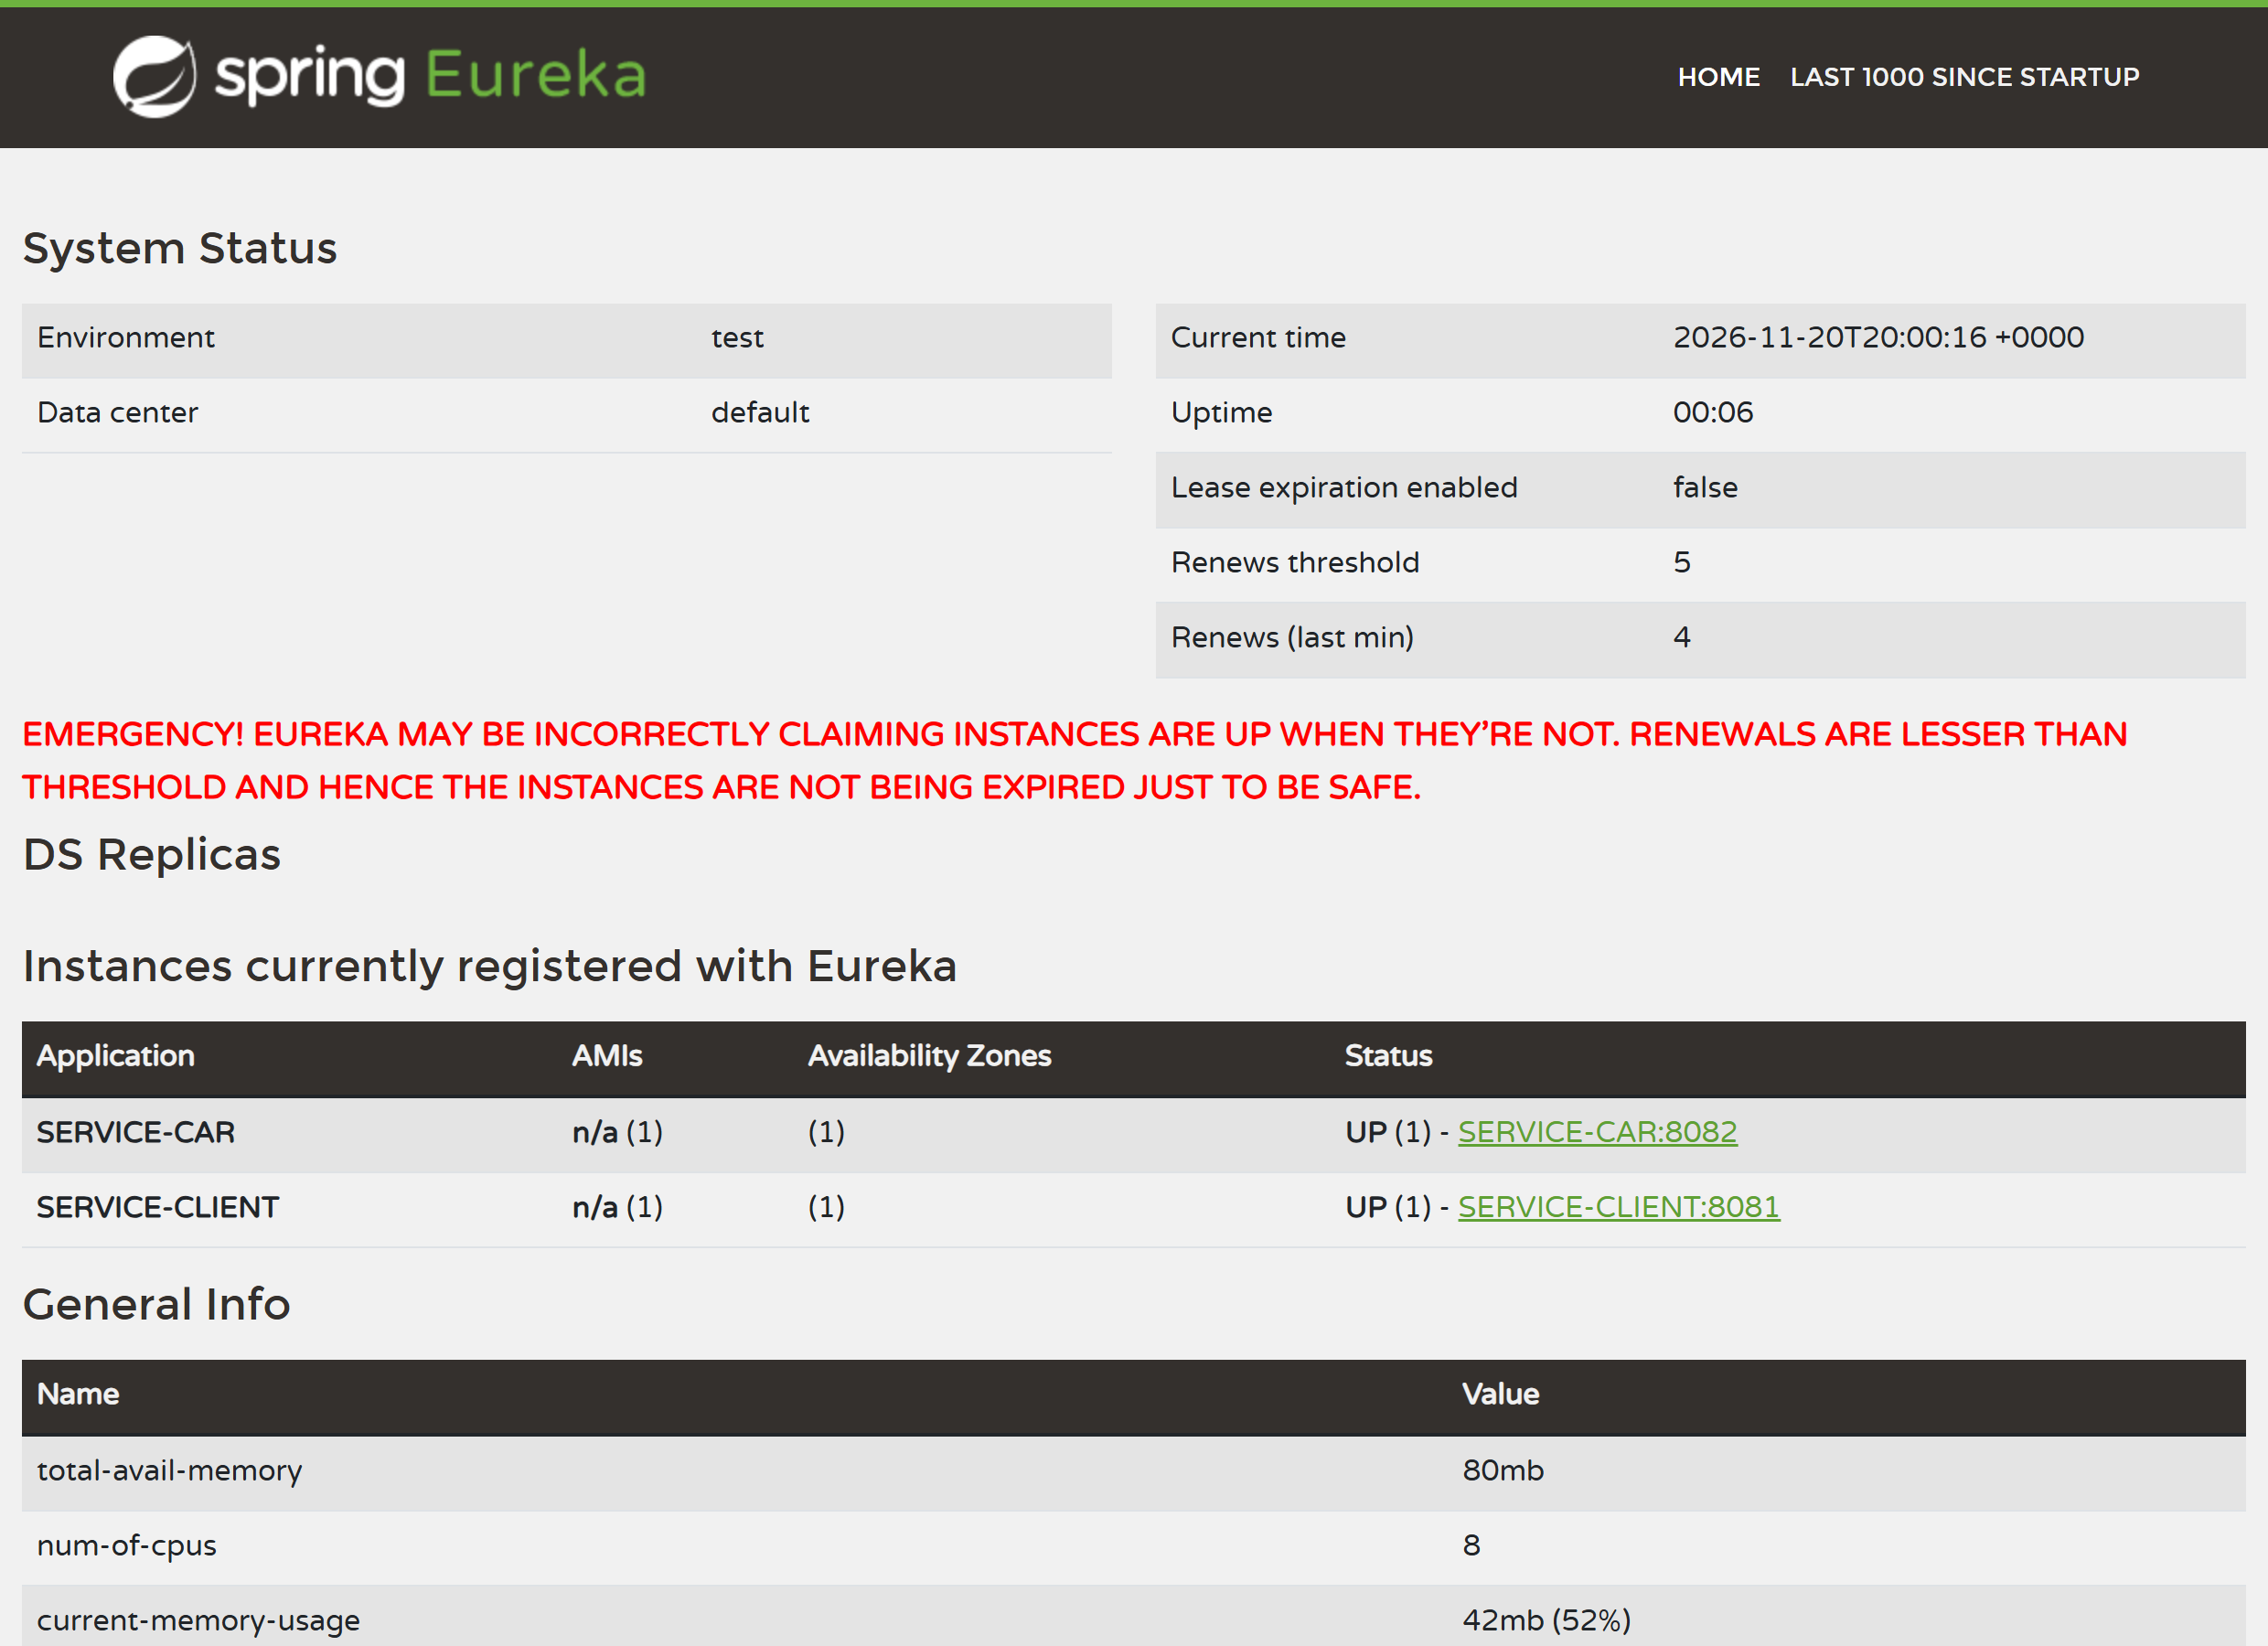 spring Eureka
HOME LAST 1000 SINCE STARTUP
System Status
Environment test
Data center default
Current time 2026-11-20T20:00:16 +0000
Uptime 00:06
Lease expiration enabled false
Renews threshold 5
Renews (last min) 4
EMERGENCY! EUREKA MAY BE INCORRECTLY CLAIMING INSTANCES ARE UP WHEN THEY’RE NOT. RENEWALS ARE LESSER THAN
THRESHOLD AND HENCE THE INSTANCES ARE NOT BEING EXPIRED JUST TO BE SAFE.
DS Replicas
Instances currently registered with Eureka
Application AMIs Availability Zones Status
SERVICE-CAR n/a (1) (1) UP (1) - SERVICE-CAR:8082
SERVICE-CLIENT n/a (1) (1) UP (1) - SERVICE-CLIENT:8081
General Info
Name Value
total-avail-memory 80mb
num-of-cpus 8
current-memory-usage 42mb (52%)